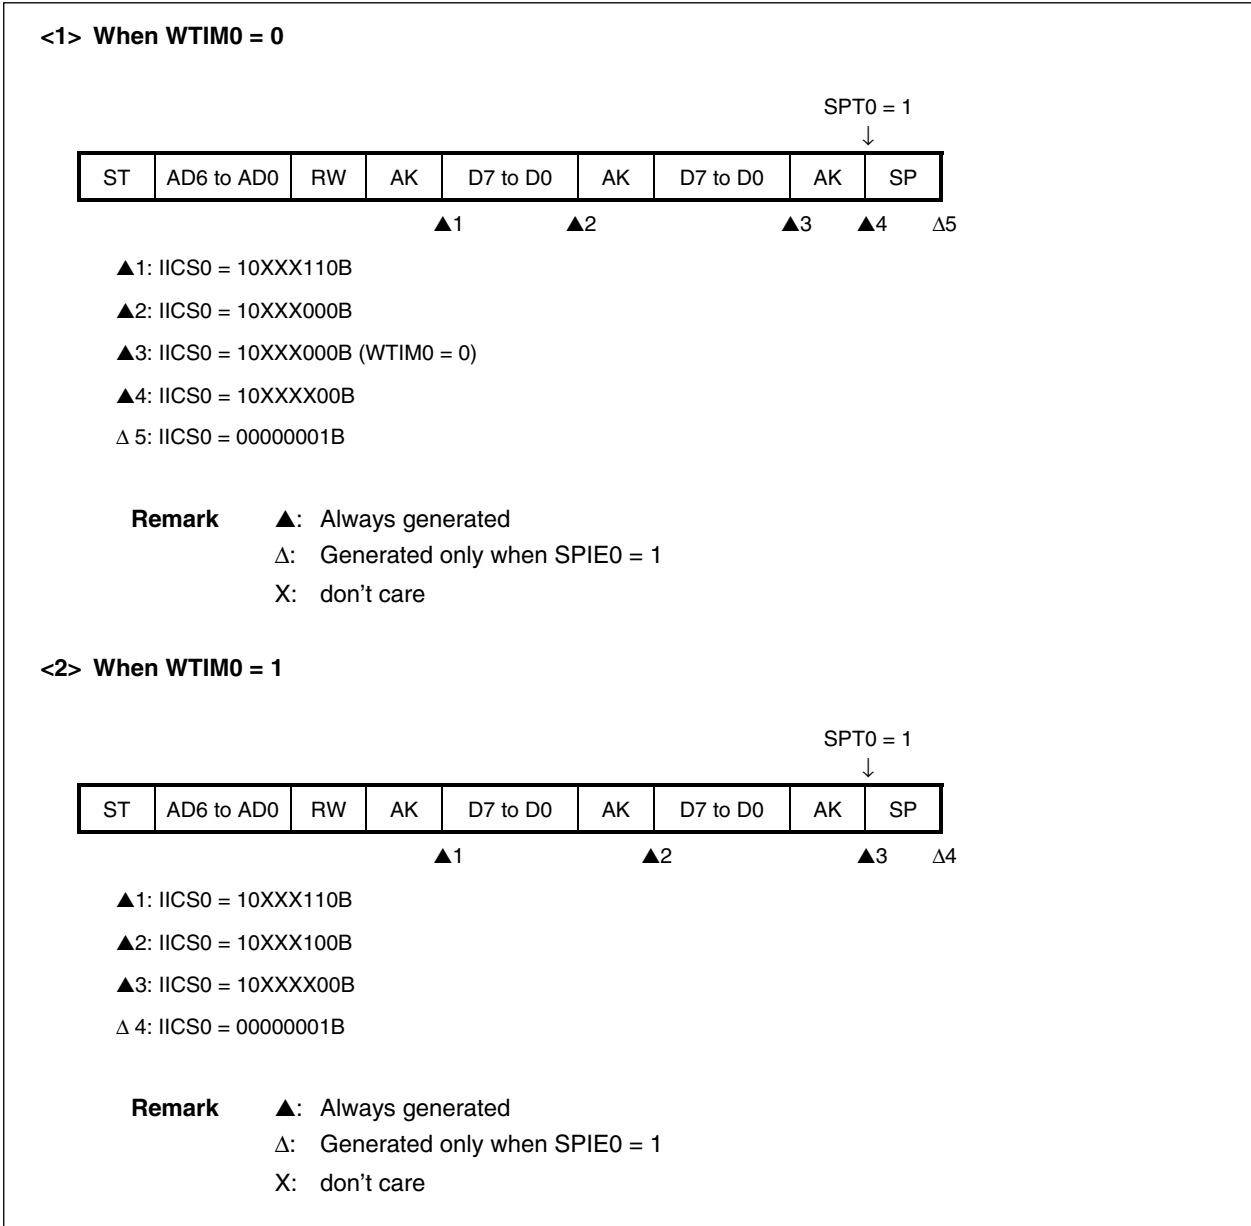 <1> When WTIM0 = 0
SPT0 = 1
↓
ST AD6 to AD0 RW AK D7 to D0 AK D7 to D0 AK SP
▲1 ▲2 ▲3 ▲4 Δ5
▲1: IICS0 = 10XXX110B
▲2: IICS0 = 10XXX000B
▲3: IICS0 = 10XXX000B (WTIM0 = 0)
▲4: IICS0 = 10XXXX00B
Δ 5: IICS0 = 00000001B
Remark ▲: Always generated
Δ: Generated only when SPIE0 = 1
X: don't care
<2> When WTIM0 = 1
SPT0 = 1
↓
ST AD6 to AD0 RW AK D7 to D0 AK D7 to D0 AK SP
▲1 ▲2 ▲3 Δ4
▲1: IICS0 = 10XXX110B
▲2: IICS0 = 10XXX100B
▲3: IICS0 = 10XXXX00B
Δ 4: IICS0 = 00000001B
Remark ▲: Always generated
Δ: Generated only when SPIE0 = 1
X: don't care